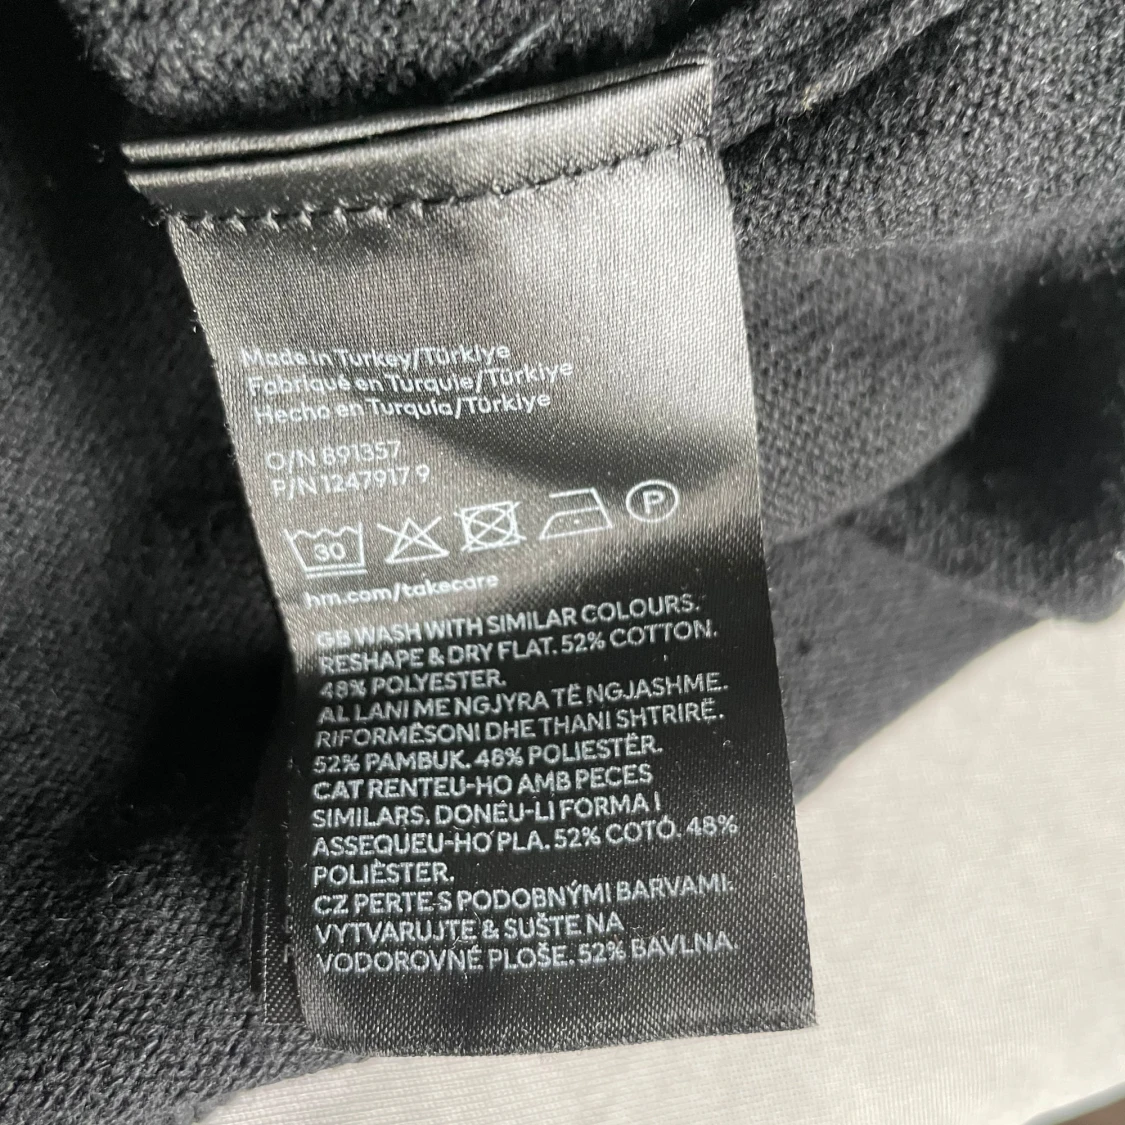 Made in Turkey/Türkiye
Fabriqué en Turquie/Türkiye
Hecho en Turquía/Türkiye
O/N 891357
P/N 1247917 9
30
P
hm.com/takecare
GB WASH WITH SIMILAR COLOURS.
RESHAPE & DRY FLAT. 52% COTTON.
48% POLYESTER.
AL LANI ME NGJYRA TË NGJASHME.
RIFORMËSONI DHE THANI SHTRIRË.
52% PAMBUK. 48% POLIESTËR.
CAT RENTEU-HO AMB PECES
SIMILARS. DONEU-LI FORMA I
ASSEQUEU-HO PLA. 52% COTÓ. 48%
POLIÈSTER.
CZ PERTE S PODOBNÝMI BARVAMI.
VYTVARUJTE & SUŠTE NA
VODOROVNÉ PLOŠE. 52% BAVLNA.